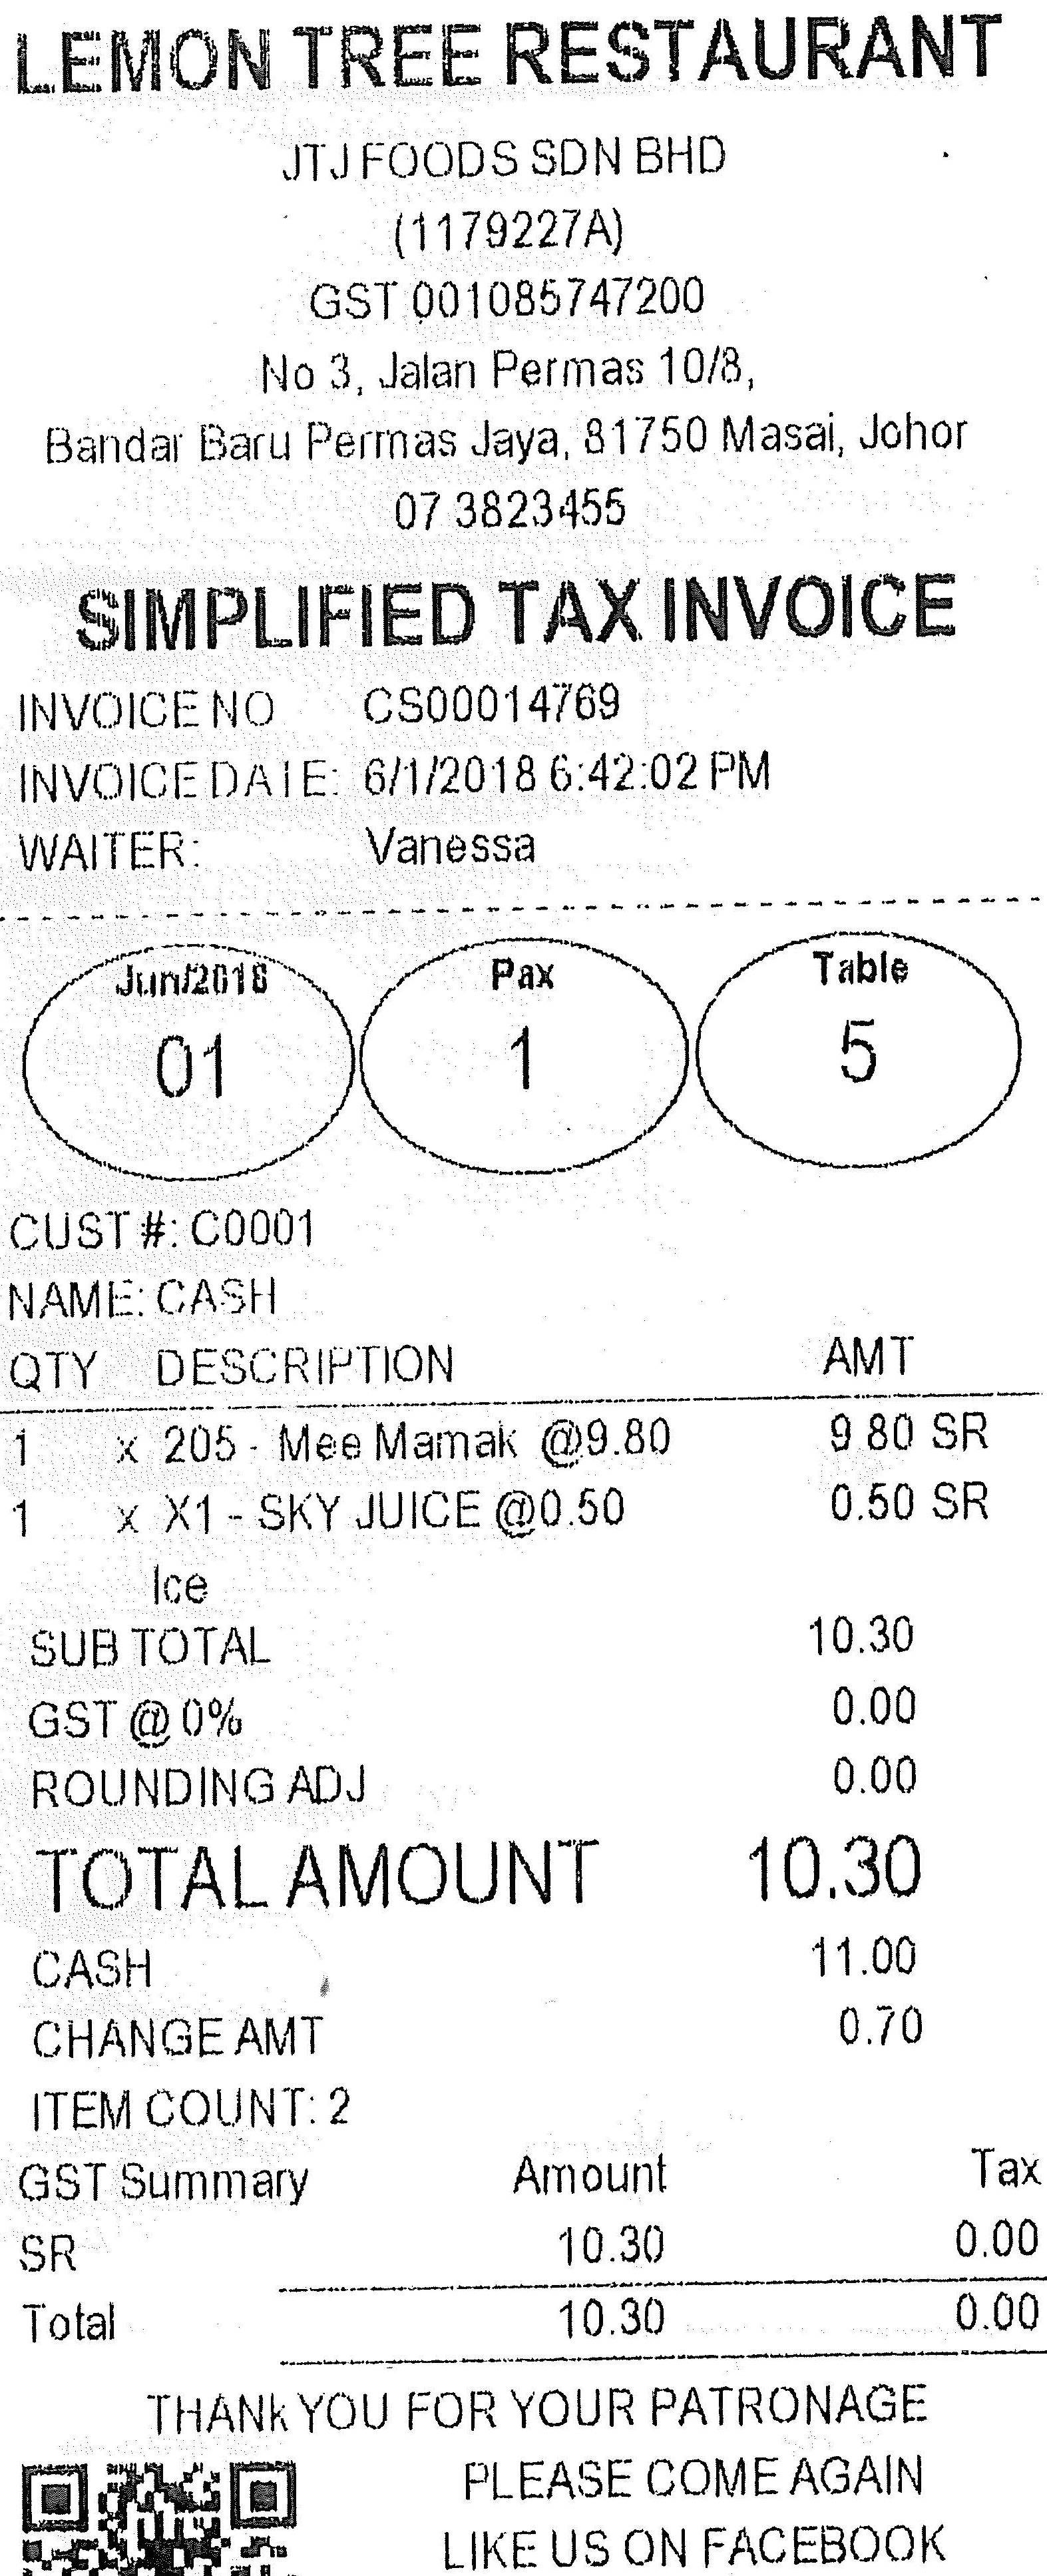 LEMON TREE RESTAURANT
JTJ FOODS SDN BHD
(1179227A)
GST 001085747200
No 3, Jalan Permas 10/8,
Bandar Baru Permas Jaya, 81750 Masai, Johor
07 3823455
SIMPLIFIED TAX INVOICE
INVOICE NO CS00014769
INVOICE DATE: 6/1/2018 6:42:02 PM
WAITER: Vanessa
Jun/2018 Pax Table
01 1 5
CUST #: C0001
NAME: CASH
QTY DESCRIPTION AMT
1 x 205 - Mee Mamak @9.80 9.80 SR
1 x X1 - SKY JUICE @0.50 0.50 SR
Ice
SUB TOTAL 10.30
GST @ 0% 0.00
ROUNDING ADJ 0.00
TOTAL AMOUNT 10.30
CASH 11.00
CHANGE AMT 0.70
ITEM COUNT: 2
GST Summary Amount Tax
SR 10.30 0.00
Total 10.30 0.00
THANK YOU FOR YOUR PATRONAGE
PLEASE COME AGAIN
LIKE US ON FACEBOOK